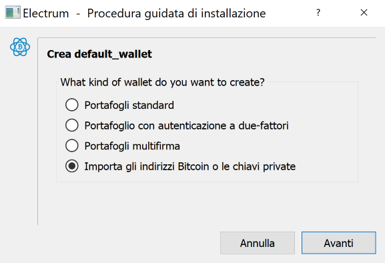 Electrum - Procedura guidata di installazione
Crea default_wallet
What kind of wallet do you want to create?
Portafogli standard
Portafoglio con autenticazione a due-fattori
Portafogli multifirma
Importa gli indirizzi Bitcoin o le chiavi private
Annulla Avanti